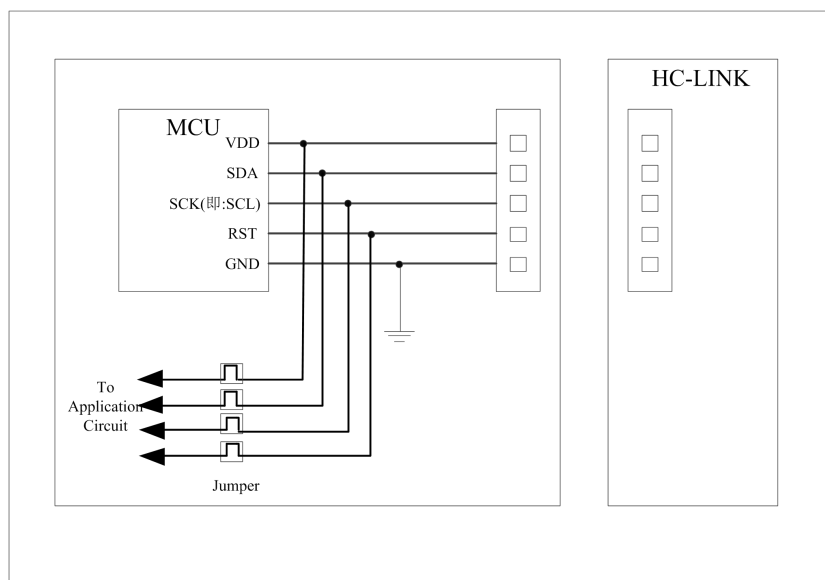 HC-LINK
MCU
VDD
SDA
SCK(即:SCL)
RST
GND
To
Application
Circuit
Jumper